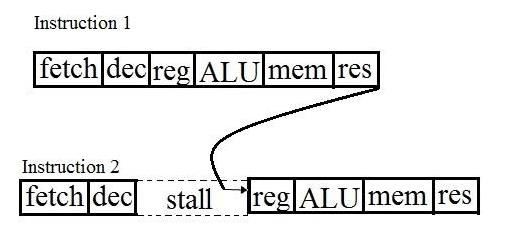 Instruction 1
fetch dec reg ALU mem res
Instruction 2
fetch dec stall reg ALU mem res